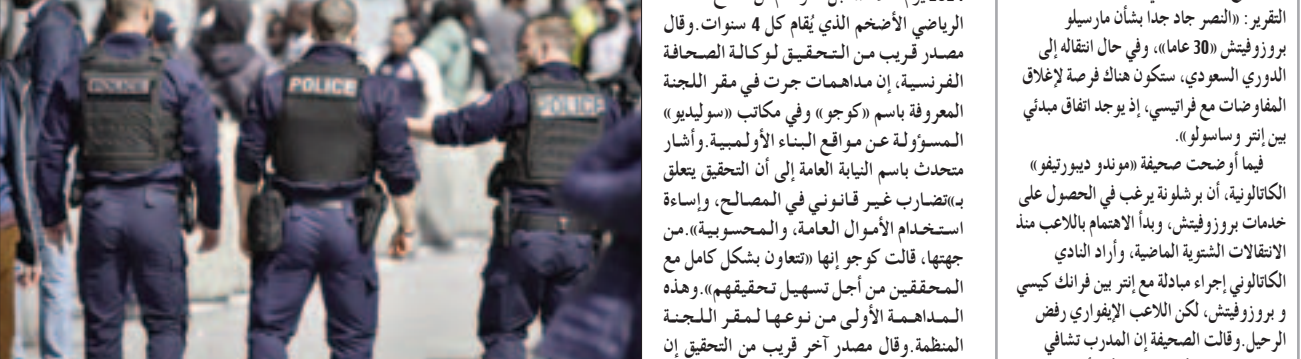 التقرير: «النصر جاد جدا بشأن مارسيلو
بروزوفيتش «30 عاما»، وفي حال انتقاله إلى
الدوري السعودي، ستكون هناك فرصة لإغلاق
المفاوضات مع فراتيسي، إذ يوجد اتفاق مبدئي
بين إنتر وساسولو».
فيما أوضحت صحيفة «موندو ديبورتيفو»
الكاتالونية، أن برشلونة يرغب في الحصول على
خدمات بروزوفيتش، وبدأ الاهتمام باللاعب منذ
الانتقالات الشتوية الماضية، وأراد النادي
الكاتالوني إجراء مبادلة مع إنتر بين فرانك كيسي
و بروزوفيتش، لكن اللاعب الإيفواري رفض
الرحيل.وقالت الصحيفة إن المدرب تشافي
الرياضي الأضخم الذي يُقام كل 4 سنوات.وقال
مصدر قريب من التحقيق لوكالة الصحافة
الفرنسية، إن مداهمات جرت في مقر اللجنة
المعروفة باسم «كوجو» وفي مكاتب «سوليديو»
المسؤولة عن مواقع البناء الأولمبية.وأشار
متحدث باسم النيابة العامة إلى أن التحقيق يتعلق
بـ»تضارب غير قانوني في المصالح، وإساءة
استخدام الأموال العامة، والمحسوبية».من
جهتها، قالت كوجو إنها «تتعاون بشكل كامل مع
المحققين من أجل تسهيل تحقيقهم».وهذه
المداهمة الأولى من نوعها لمقر اللجنة
المنظمة.وقال مصدر آخر قريب من التحقيق إن
POLICE
POLICE
POLICE